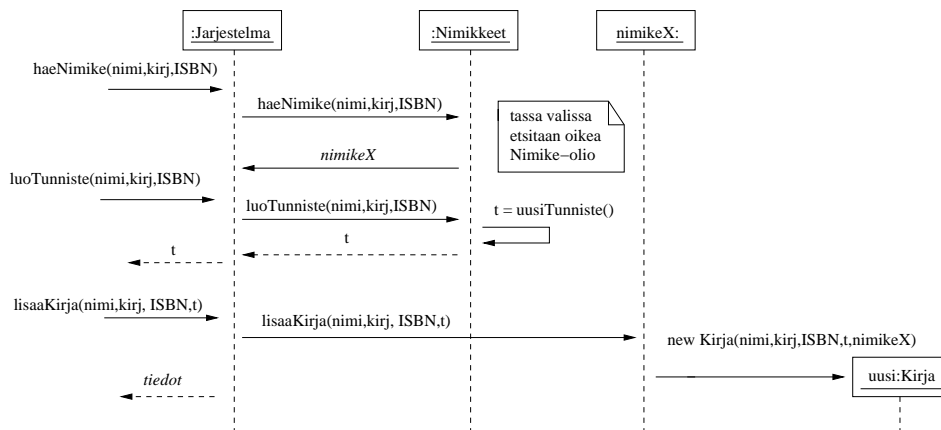 :Jarjestelma
:Nimikkeet
nimikeX:
haeNimike(nimi,kirj,ISBN)
haeNimike(nimi,kirj,ISBN)
tassa valissa
etsitaan oikea
Nimike−olio
nimikeX
luoTunniste(nimi,kirj,ISBN)
luoTunniste(nimi,kirj,ISBN)
t = uusiTunniste()
t
t
lisaaKirja(nimi,kirj, ISBN,t)
lisaaKirja(nimi,kirj, ISBN,t)
new Kirja(nimi,kirj,ISBN,t,nimikeX)
tiedot
uusi:Kirja